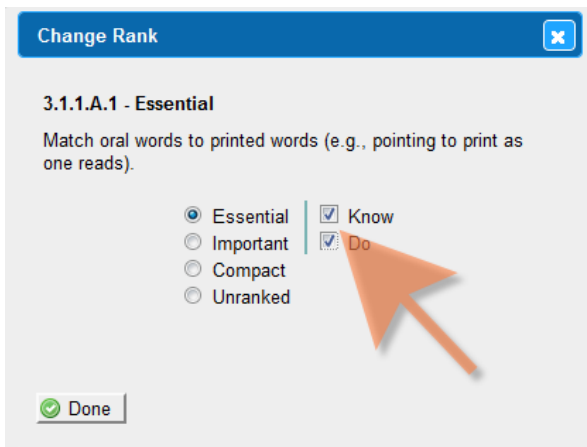 Change Rank
3.1.1.A.1 - Essential
Match oral words to printed words (e.g., pointing to print as
one reads).
Essential Know
Important Do
Compact
Unranked
Done